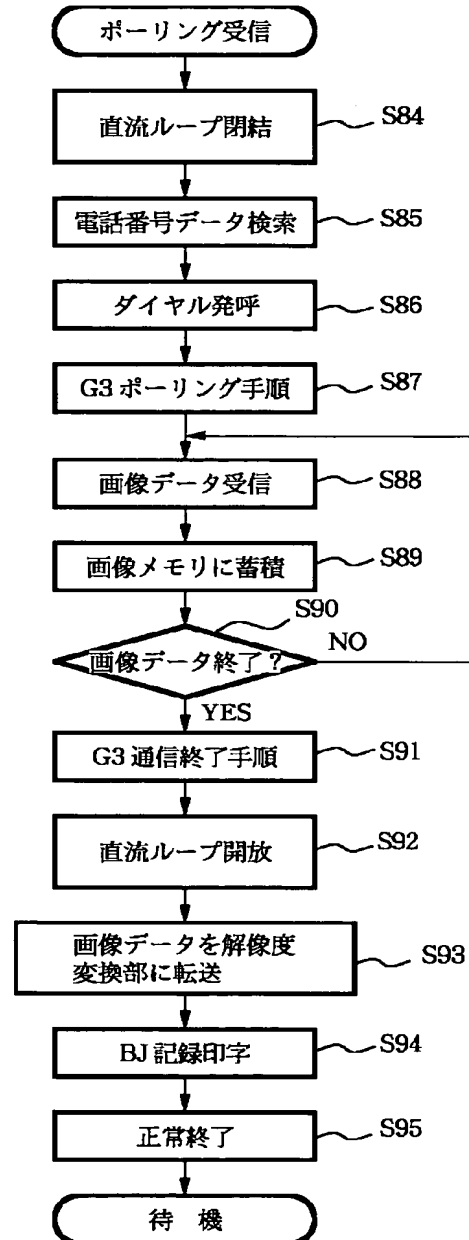 ポーリング受信
直流ループ閉結
S84
電話番号データ検索
S85
ダイヤル発呼
S86
G3 ポーリング手順
S87
画像データ受信
S88
画像メモリに蓄積
S89
S90
画像データ終了？
NO
YES
G3 通信終了手順
S91
直流ループ開放
S92
画像データを解像度
変換部に転送
S93
BJ 記録印字
S94
正常終了
S95
待 機